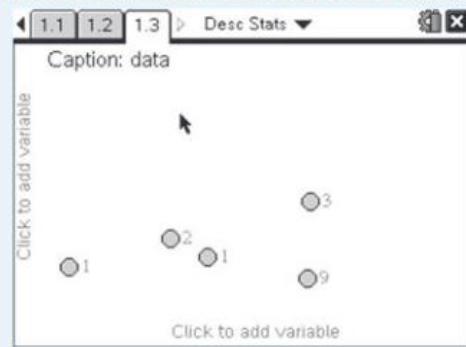 1.1 1.2 1.3 Desc Stats
Caption: data
Click to add variable
3
2
1
1
9
Click to add variable